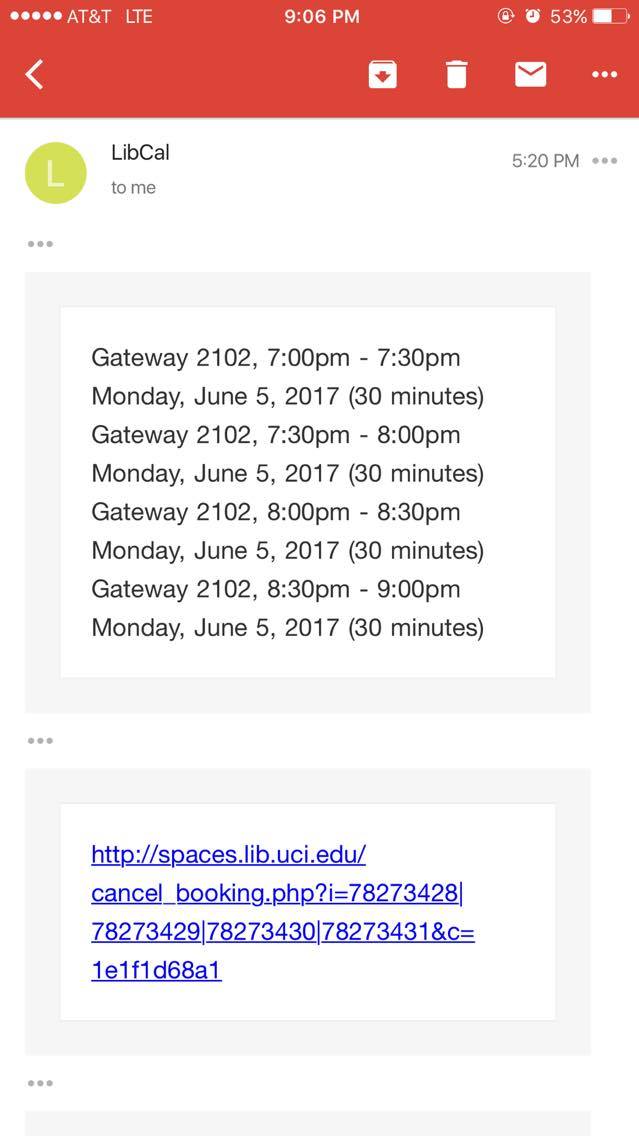 AT&T LTE 9:06 PM 53%
LibCal
5:20 PM
to me
L
Gateway 2102, 7:00pm - 7:30pm
Monday, June 5, 2017 (30 minutes)
Gateway 2102, 7:30pm - 8:00pm
Monday, June 5, 2017 (30 minutes)
Gateway 2102, 8:00pm - 8:30pm
Monday, June 5, 2017 (30 minutes)
Gateway 2102, 8:30pm - 9:00pm
Monday, June 5, 2017 (30 minutes)
http://spaces.lib.uci.edu/
cancel_booking.php?i=78273428|
78273429|78273430|78273431&c=
1e1f1d68a1